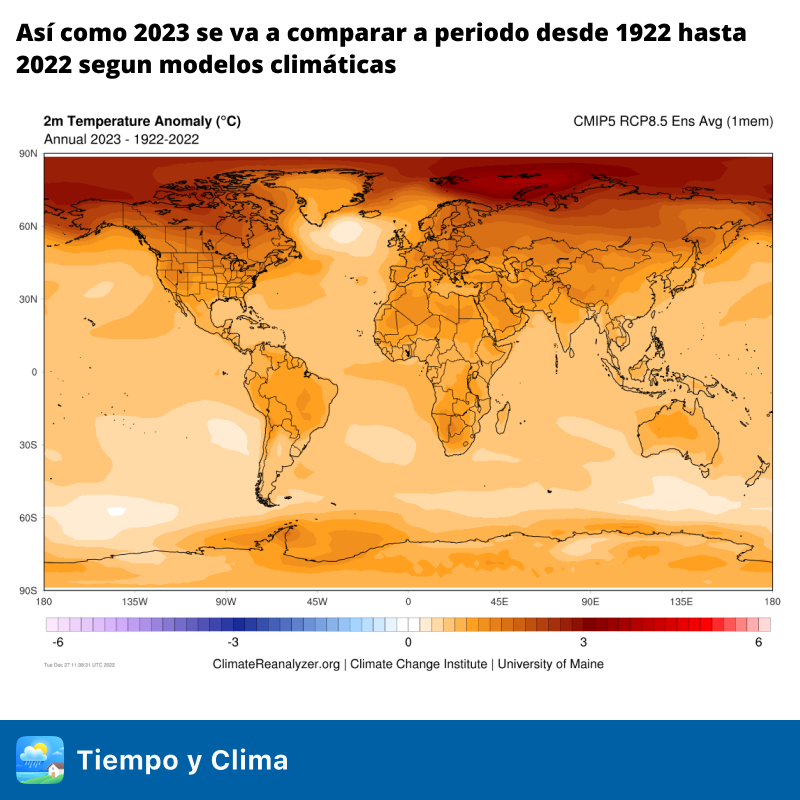 Así como 2023 se va a comparar a periodo desde 1922 hasta
2022 segun modelos climáticas
2m Temperature Anomaly (°C)
CMIP5 RCP8.5 Ens Avg (1mem)
Annual 2023 - 1922-2022
90N
60N
30N
0
30S
60S
90S
180 135W 90W 45W 0 45E 90E 135E 180
-6 -3 0 3 6
Tue Dec 27 11:38:31 UTC 2022
ClimateReanalyzer.org | Climate Change Institute | University of Maine
Tiempo y Clima